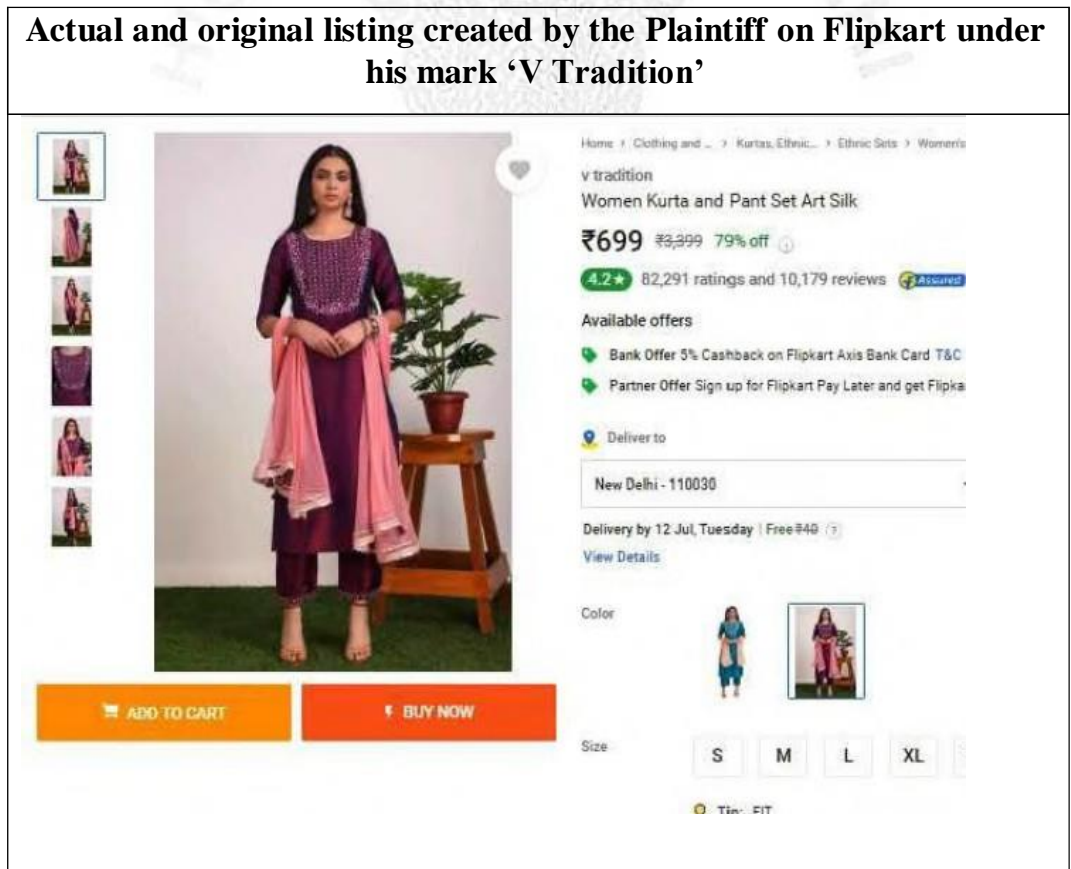 Actual and original listing created by the Plaintiff on Flipkart under
his mark ‘V Tradition’
Home > Clothing and ... > Kurtas, Ethnic... > Ethnic Sets > Women's
v tradition
Women Kurta and Pant Set Art Silk
₹699 ₹3,399 79% off
4.2★ 82,291 ratings and 10,179 reviews Assured
Available offers
Bank Offer 5% Cashback on Flipkart Axis Bank Card T&C
Partner Offer Sign up for Flipkart Pay Later and get Flipka
Deliver to
New Delhi - 110030
Delivery by 12 Jul, Tuesday | Free ₹40 ?
View Details
Color
ADD TO CART
BUY NOW
Size
S M L XL
Tip: FIT